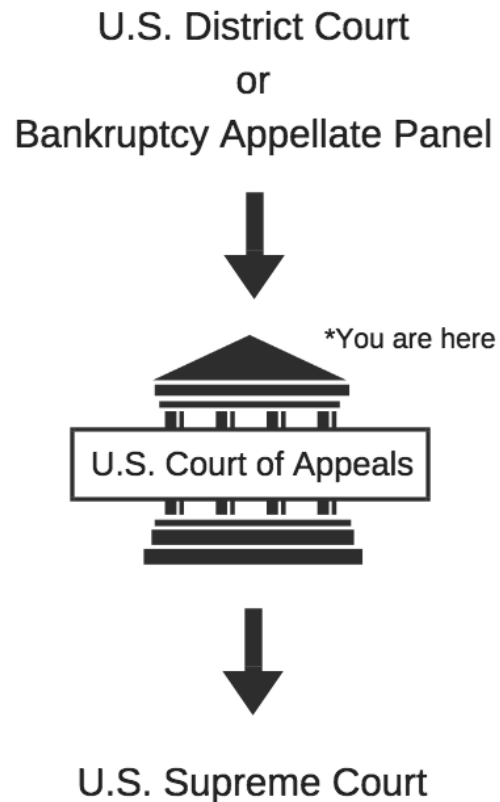 U.S. District Court
or
Bankruptcy Appellate Panel
*You are here
U.S. Court of Appeals
U.S. Supreme Court